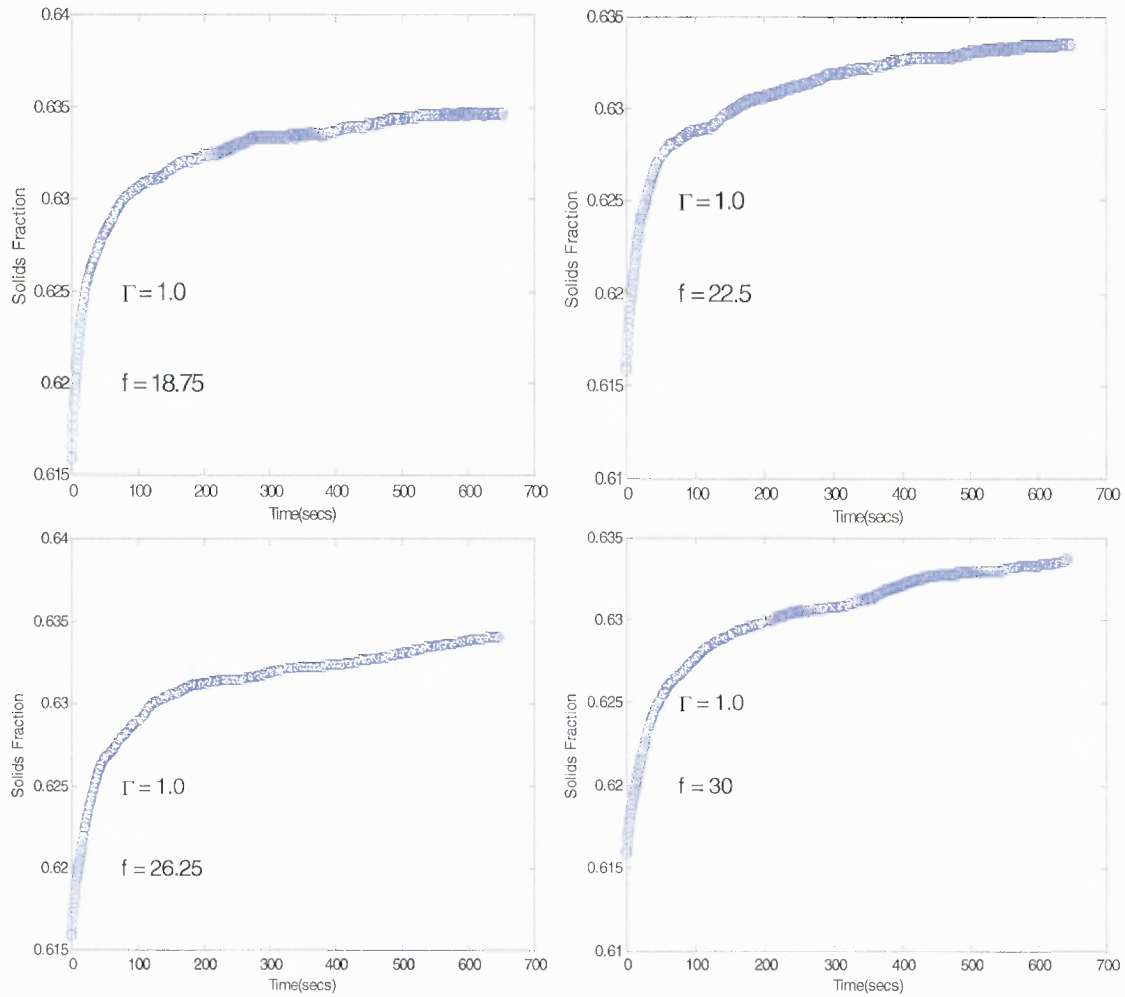 0.64
0.635
0.63
0.625
0.62
0.615
Solids Fraction
Γ = 1.0
f = 18.75
0 100 200 300 400 500 600 700
Time(secs)
0.635
0.63
0.625
0.62
0.615
0.61
Solids Fraction
Γ = 1.0
f = 22.5
0 100 200 300 400 500 600 700
Time(secs)
0.64
0.635
0.63
0.625
0.62
0.615
Solids Fraction
Γ = 1.0
f = 26.25
0 100 200 300 400 500 600 700
Time(secs)
0.635
0.63
0.625
0.62
0.615
0.61
Solids Fraction
Γ = 1.0
f = 30
0 100 200 300 400 500 600 700
Time(secs)